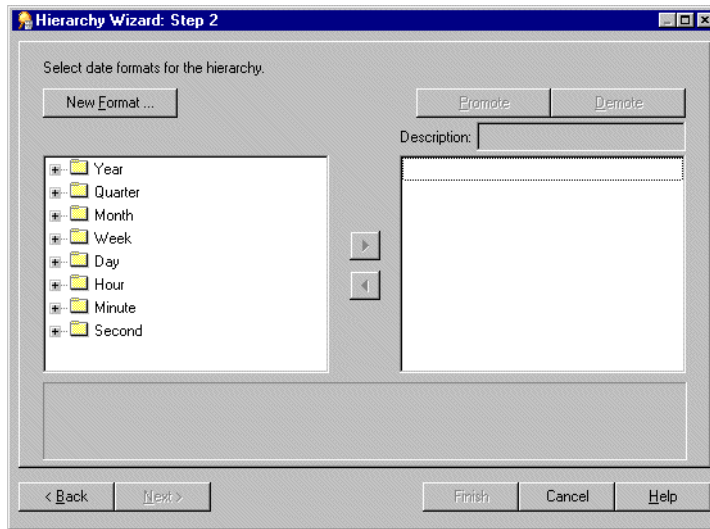 Hierarchy Wizard: Step 2
Select date formats for the hierarchy.
New Format ...
Promote
Demote
Description:
Year
Quarter
Month
Week
Day
Hour
Minute
Second
< Back
Next >
Finish
Cancel
Help